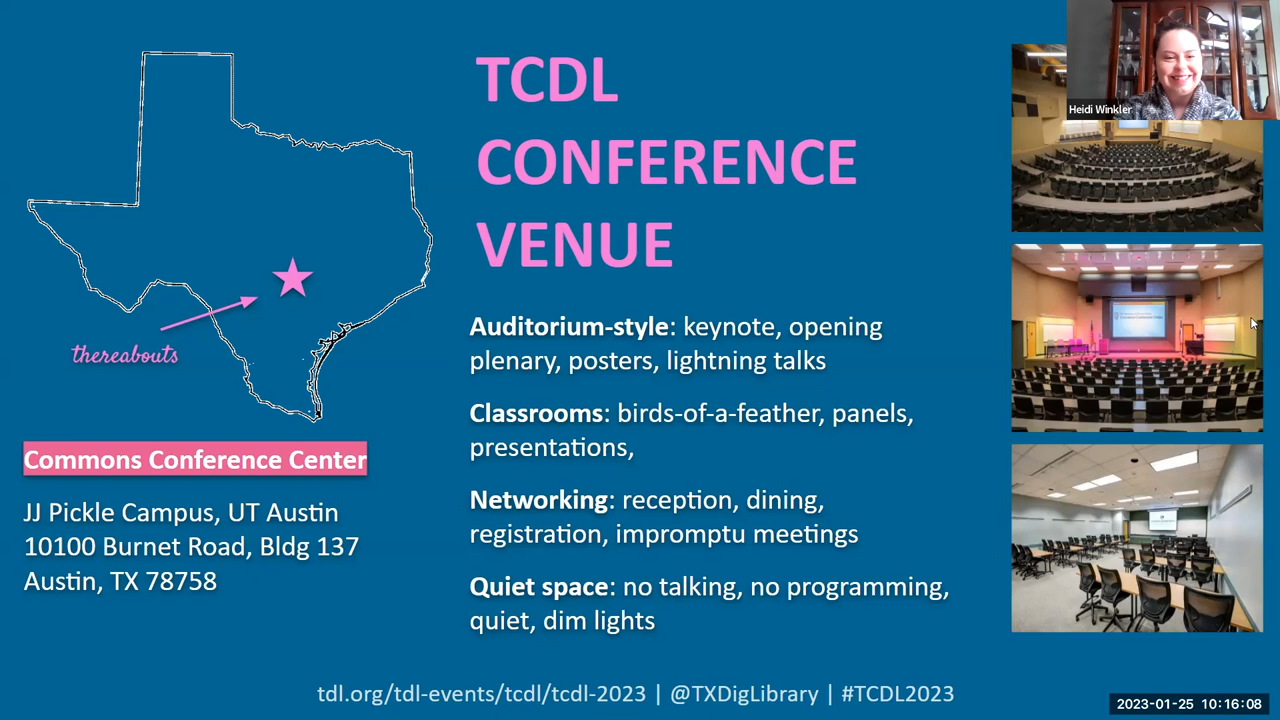 TCDL
CONFERENCE
VENUE
Heidi Winkler
thereabouts
Commons Conference Center
JJ Pickle Campus, UT Austin
10100 Burnet Road, Bldg 137
Austin, TX 78758
Auditorium-style: keynote, opening
plenary, posters, lightning talks
Classrooms: birds-of-a-feather, panels,
presentations,
Networking: reception, dining,
registration, impromptu meetings
Quiet space: no talking, no programming,
quiet, dim lights
tdl.org/tdl-events/tcdl/tcdl-2023 | @TXDigLibrary | #TCDL2023
2023-01-25 10:16:08